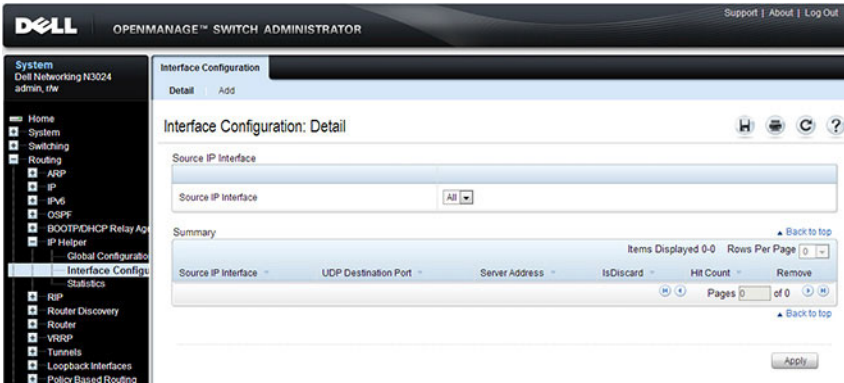 Support | About | Log Out
DELL OPENMANAGE™ SWITCH ADMINISTRATOR
System
Dell Networking N3024
admin, r/w
Home
System
Switching
Routing
ARP
IP
IPv6
OSPF
BOOTP/DHCP Relay Age
IP Helper
Global Configuratio
Interface Configu
Statistics
RIP
Router Discovery
Router
VRRP
Tunnels
Loopback Interfaces
Policy Based Routing
Interface Configuration
Detail Add
Interface Configuration: Detail
H C ?
Source IP Interface
Source IP Interface All
Summary Back to top
Items Displayed 0-0 Rows Per Page 0
Source IP Interface UDP Destination Port Server Address IsDiscard Hit Count Remove
Pages 0 of 0
Back to top
Apply